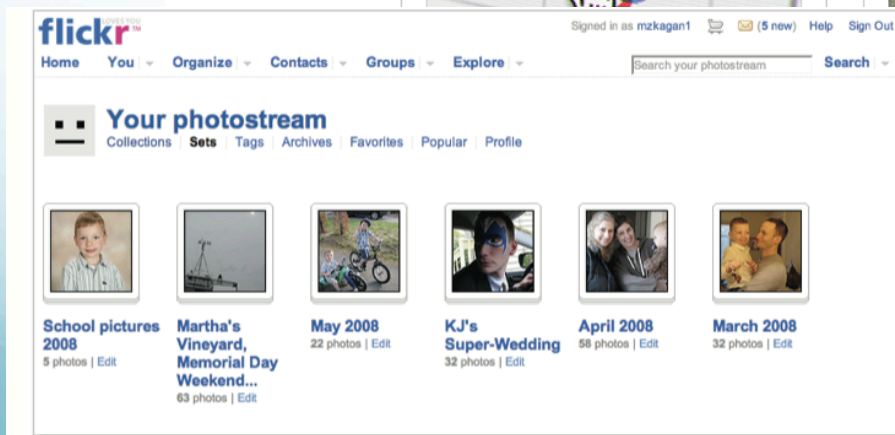 flickr LOVES YOU ™
Signed in as mzkagan1 (5 new) Help Sign Out
Home You Organize Contacts Groups Explore Search your photostream Search
Your photostream
Collections Sets Tags Archives Favorites Popular Profile
School pictures
2008
5 photos | Edit
Martha's
Vineyard,
Memorial Day
Weekend...
63 photos | Edit
May 2008
22 photos | Edit
KJ's
Super-Wedding
32 photos | Edit
April 2008
58 photos | Edit
March 2008
32 photos | Edit